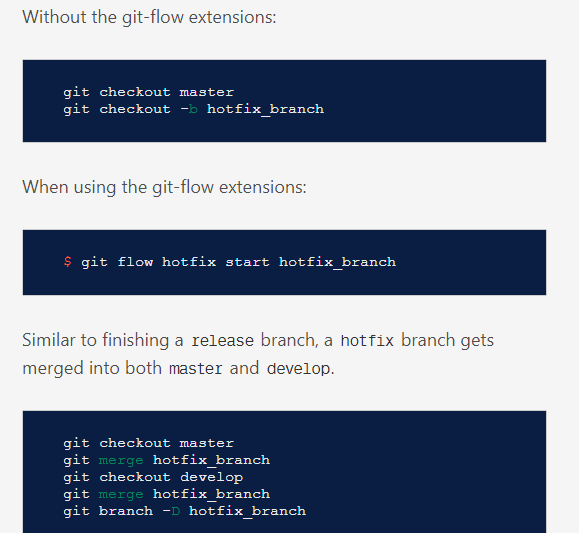 Without the git-flow extensions:
git checkout master
git checkout -b hotfix_branch
When using the git-flow extensions:
$ git flow hotfix start hotfix_branch
Similar to finishing a release branch, a hotfix branch gets
merged into both master and develop.
git checkout master
git merge hotfix_branch
git checkout develop
git merge hotfix_branch
git branch -D hotfix_branch